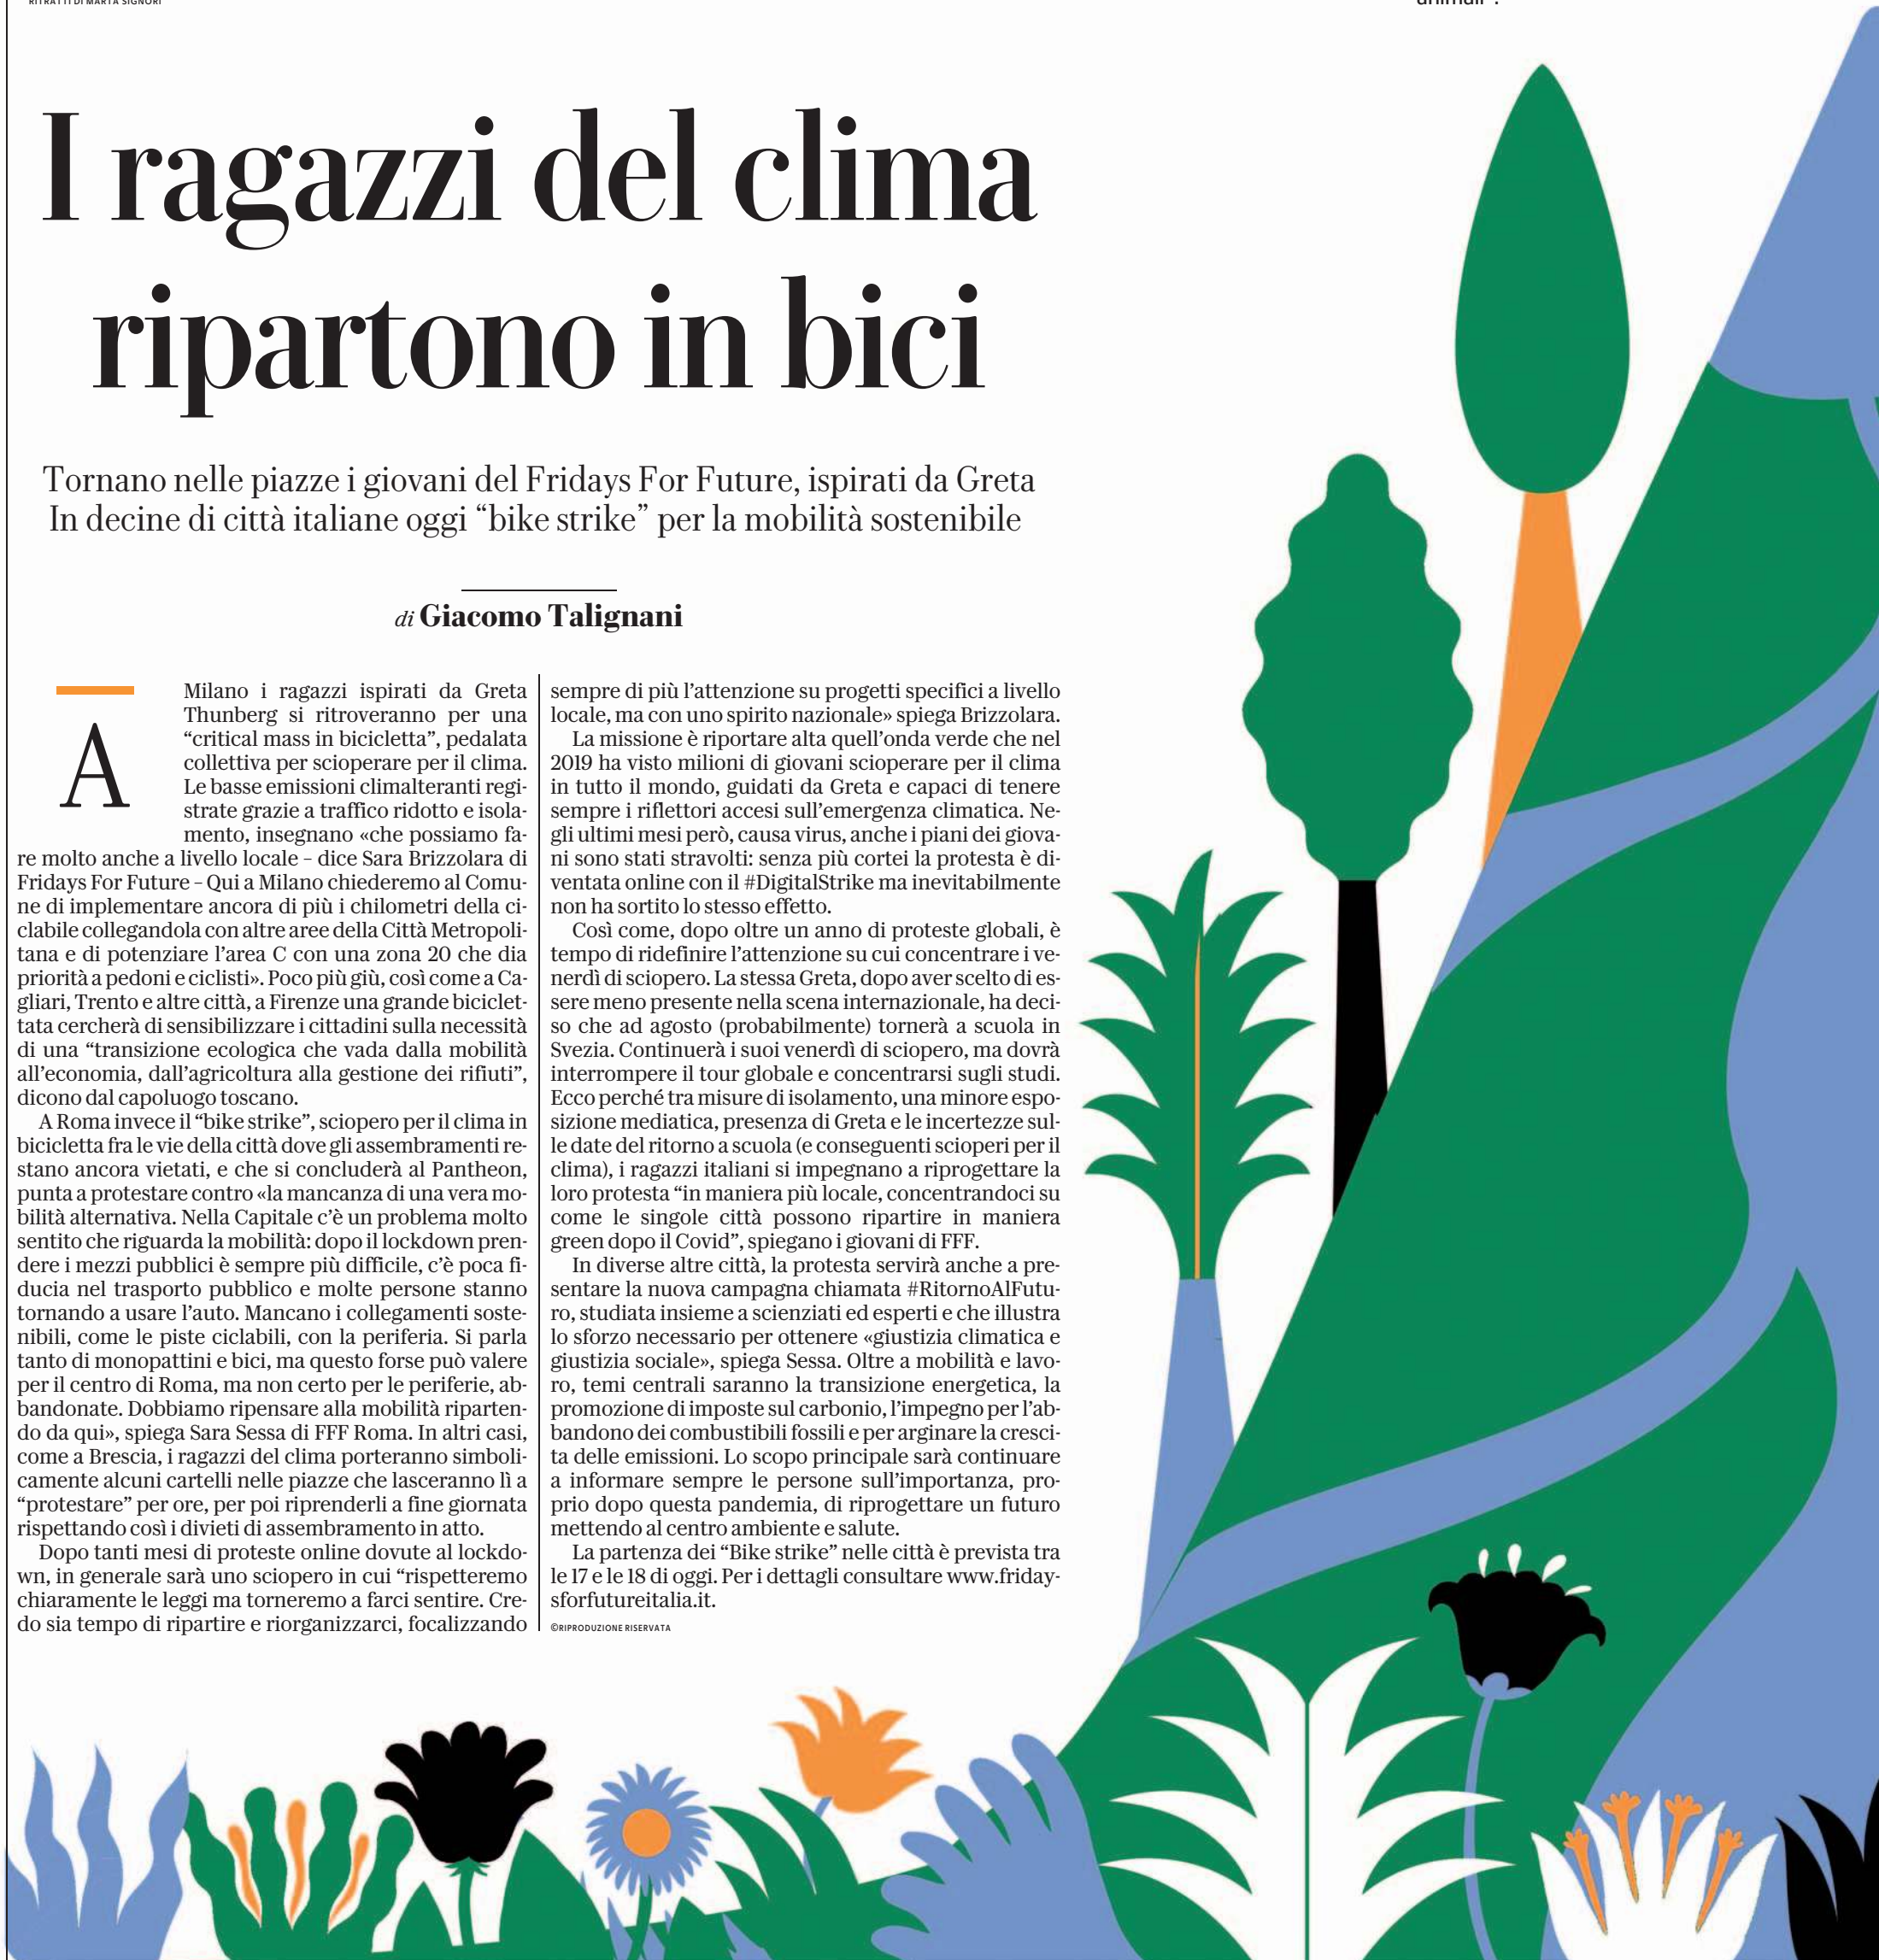 RITRATTI DI MARTA SIGNORI
animali".
I ragazzi del clima
ripartono in bici
Tornano nelle piazze i giovani del Fridays For Future, ispirati da Greta
In decine di città italiane oggi “bike strike” per la mobilità sostenibile
di Giacomo Talignani
A
Milano i ragazzi ispirati da Greta
Thunberg si ritroveranno per una
“critical mass in bicicletta”, pedalata
collettiva per scioperare per il clima.
Le basse emissioni climalteranti regi-
strate grazie a traffico ridotto e isola-
mento, insegnano «che possiamo fa-
re molto anche a livello locale – dice Sara Brizzolara di
Fridays For Future – Qui a Milano chiederemo al Comu-
ne di implementare ancora di più i chilometri della ci-
clabile collegandola con altre aree della Città Metropoli-
tana e di potenziare l’area C con una zona 20 che dia
priorità a pedoni e ciclisti». Poco più giù, così come a Ca-
gliari, Trento e altre città, a Firenze una grande biciclet-
tata cercherà di sensibilizzare i cittadini sulla necessità
di una “transizione ecologica che vada dalla mobilità
all’economia, dall’agricoltura alla gestione dei rifiuti”,
dicono dal capoluogo toscano.
A Roma invece il “bike strike”, sciopero per il clima in
bicicletta fra le vie della città dove gli assembramenti re-
stano ancora vietati, e che si concluderà al Pantheon,
punta a protestare contro «la mancanza di una vera mo-
bilità alternativa. Nella Capitale c’è un problema molto
sentito che riguarda la mobilità: dopo il lockdown pren-
dere i mezzi pubblici è sempre più difficile, c’è poca fi-
ducia nel trasporto pubblico e molte persone stanno
tornando a usare l’auto. Mancano i collegamenti soste-
nibili, come le piste ciclabili, con la periferia. Si parla
tanto di monopattini e bici, ma questo forse può valere
per il centro di Roma, ma non certo per le periferie, ab-
bandonate. Dobbiamo ripensare alla mobilità riparten-
do da qui», spiega Sara Sessa di FFF Roma. In altri casi,
come a Brescia, i ragazzi del clima porteranno simboli-
camente alcuni cartelli nelle piazze che lasceranno lì a
“protestare” per ore, per poi riprenderli a fine giornata
rispettando così i divieti di assembramento in atto.
Dopo tanti mesi di proteste online dovute al lockdo-
wn, in generale sarà uno sciopero in cui “rispetteremo
chiaramente le leggi ma torneremo a farci sentire. Cre-
do sia tempo di ripartire e riorganizzarci, focalizzando
sempre di più l’attenzione su progetti specifici a livello
locale, ma con uno spirito nazionale» spiega Brizzolara.
La missione è riportare alta quell’onda verde che nel
2019 ha visto milioni di giovani scioperare per il clima
in tutto il mondo, guidati da Greta e capaci di tenere
sempre i riflettori accesi sull’emergenza climatica. Ne-
gli ultimi mesi però, causa virus, anche i piani dei giova-
ni sono stati stravolti: senza più cortei la protesta è di-
ventata online con il #DigitalStrike ma inevitabilmente
non ha sortito lo stesso effetto.
Così come, dopo oltre un anno di proteste globali, è
tempo di ridefinire l’attenzione su cui concentrare i ve-
nerdì di sciopero. La stessa Greta, dopo aver scelto di es-
sere meno presente nella scena internazionale, ha deci-
so che ad agosto (probabilmente) tornerà a scuola in
Svezia. Continuerà i suoi venerdì di sciopero, ma dovrà
interrompere il tour globale e concentrarsi sugli studi.
Ecco perché tra misure di isolamento, una minore espo-
sizione mediatica, presenza di Greta e le incertezze sul-
le date del ritorno a scuola (e conseguenti scioperi per il
clima), i ragazzi italiani si impegnano a riprogettare la
loro protesta “in maniera più locale, concentrandoci su
come le singole città possono ripartire in maniera
green dopo il Covid”, spiegano i giovani di FFF.
In diverse altre città, la protesta servirà anche a pre-
sentare la nuova campagna chiamata #RitornoAlFutu-
ro, studiata insieme a scienziati ed esperti e che illustra
lo sforzo necessario per ottenere «giustizia climatica e
giustizia sociale», spiega Sessa. Oltre a mobilità e lavo-
ro, temi centrali saranno la transizione energetica, la
promozione di imposte sul carbonio, l’impegno per l’ab-
bandono dei combustibili fossili e per arginare la cresci-
ta delle emissioni. Lo scopo principale sarà continuare
a informare sempre le persone sull’importanza, pro-
prio dopo questa pandemia, di riprogettare un futuro
mettendo al centro ambiente e salute.
La partenza dei “Bike strike” nelle città è prevista tra
le 17 e le 18 di oggi. Per i dettagli consultare www.friday-
sforfutureitalia.it.
©RIPRODUZIONE RISERVATA